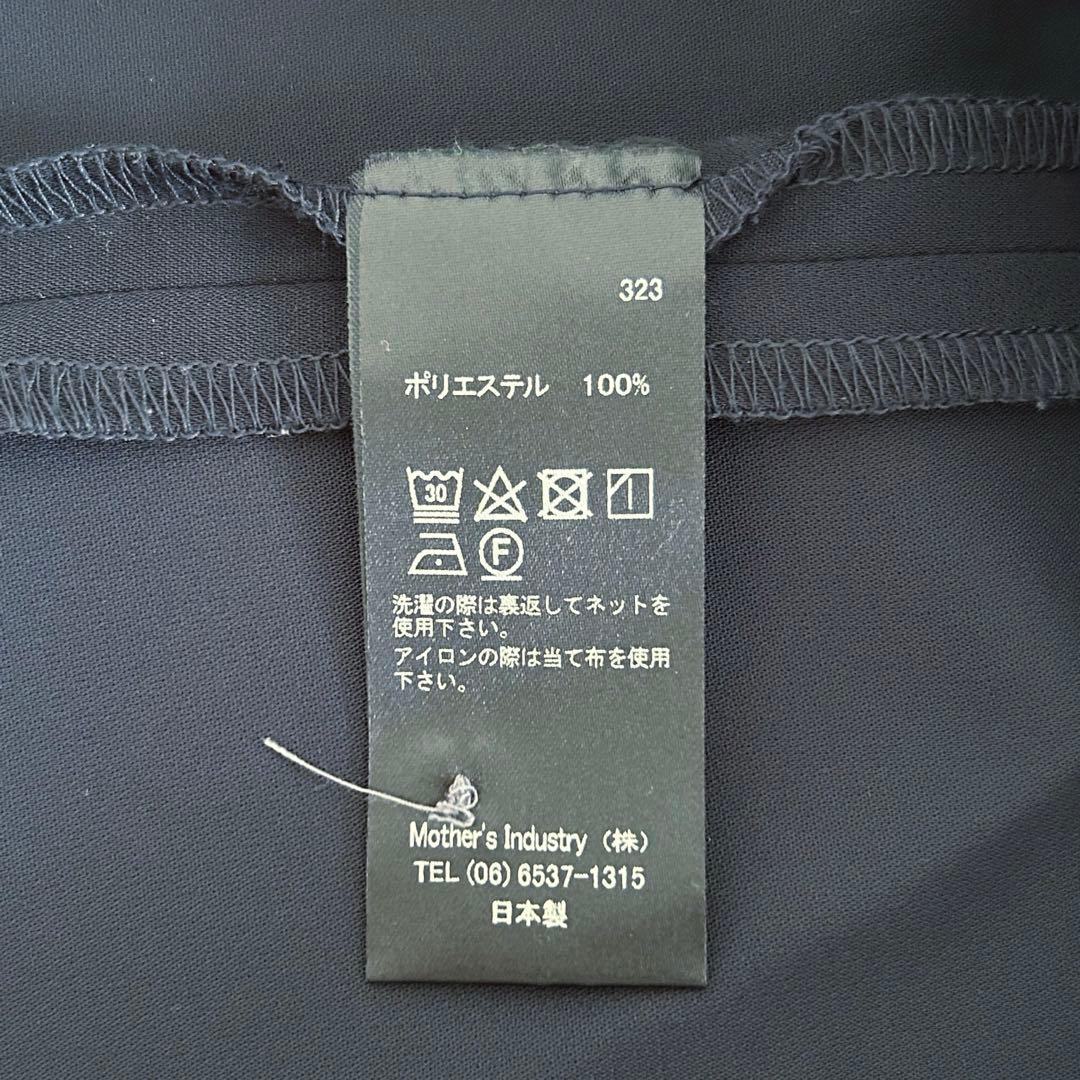 323
ポリエステル 100%
30
F
洗濯の際は裏返してネットを
使用下さい。
アイロンの際は当て布を使用
下さい。
Mother's Industry（株）
TEL(06)6537-1315
日本製